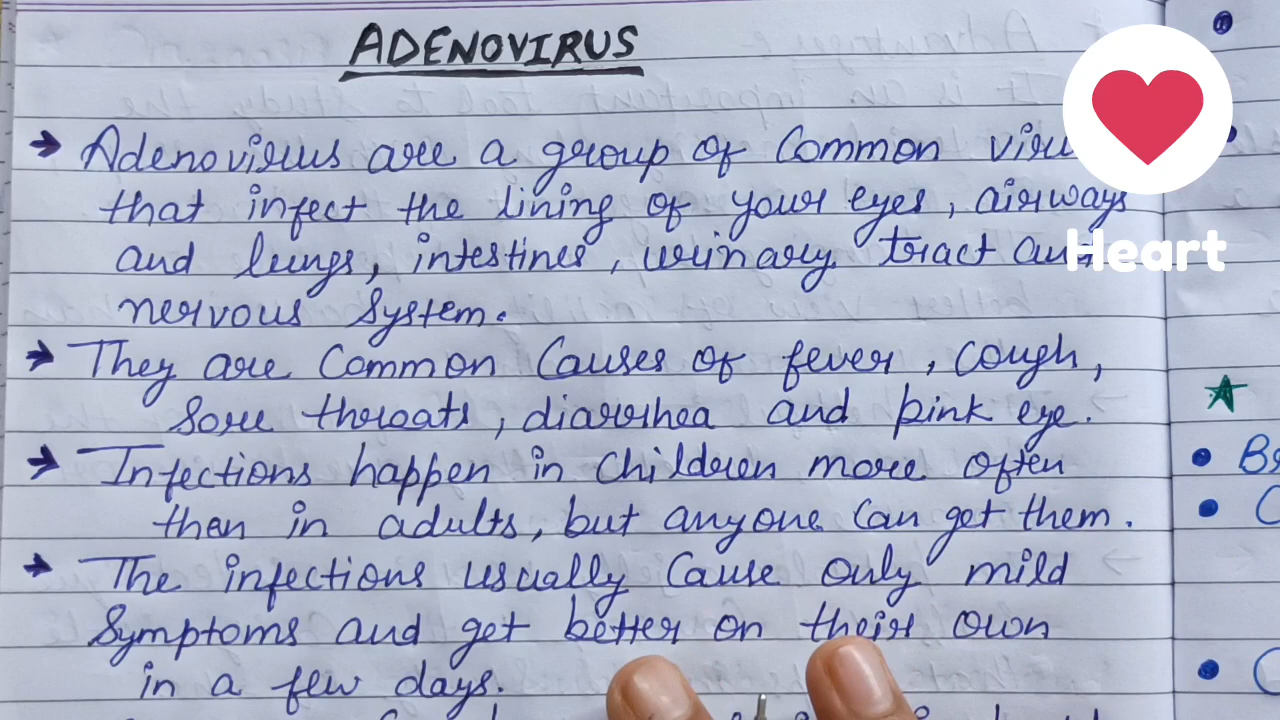 ADENOVIRUS
→ Adenovirus are a group of Common
that infect the lining of your eyes, airways
and lungs, intestines, urinary tract and
nervous System.
→ They are Common Causes of fever, Cough,
Sore throats, diarrhea and pink eye.
→ Infections happen in Children more often
then in adults, but anyone Can get them.
→ The infections usually Cause only mild
Symptoms and get better on their own
in a few days.
Heart